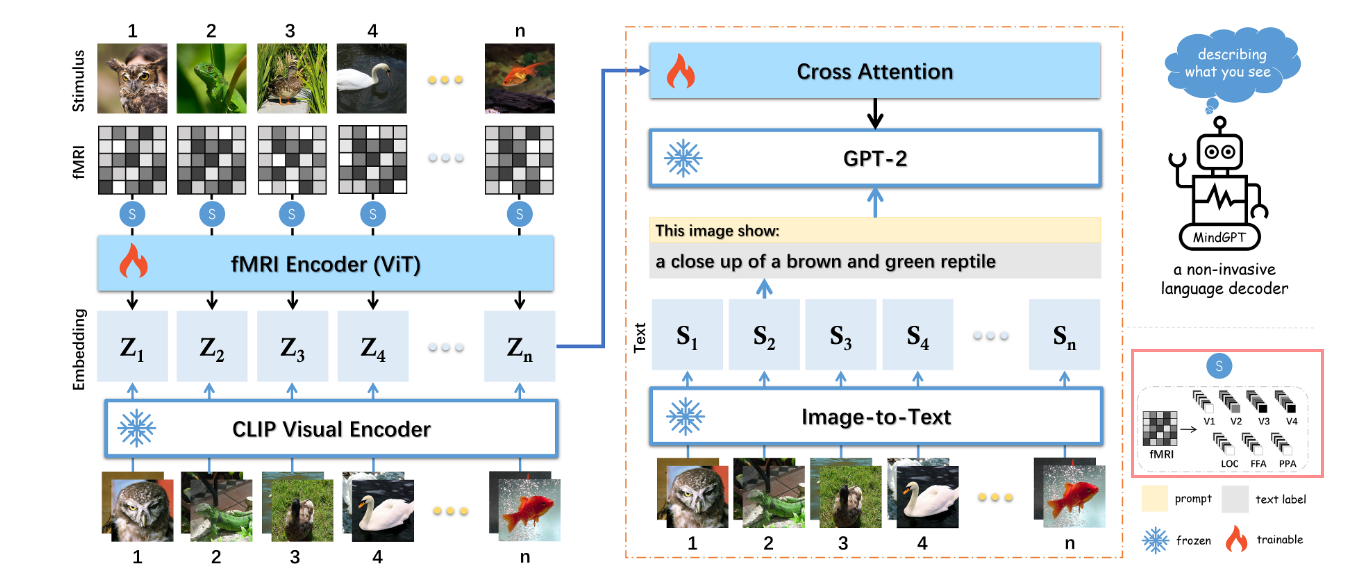 1 2 3 4 n
Stimulus
fMRI
S S S S S
fMRI Encoder (ViT)
Embedding
Z1 Z2 Z3 Z4 Zn
CLIP Visual Encoder
1 2 3 4 n
Cross Attention
GPT-2
This image show:
a close up of a brown and green reptile
Text
S1 S2 S3 S4 Sn
Image-to-Text
1 2 3 4 n
describing
what you see
MindGPT
a non-invasive
language decoder
S
fMRI
V1 V2 V3 V4
LOC FFA PPA
prompt
text label
frozen
trainable